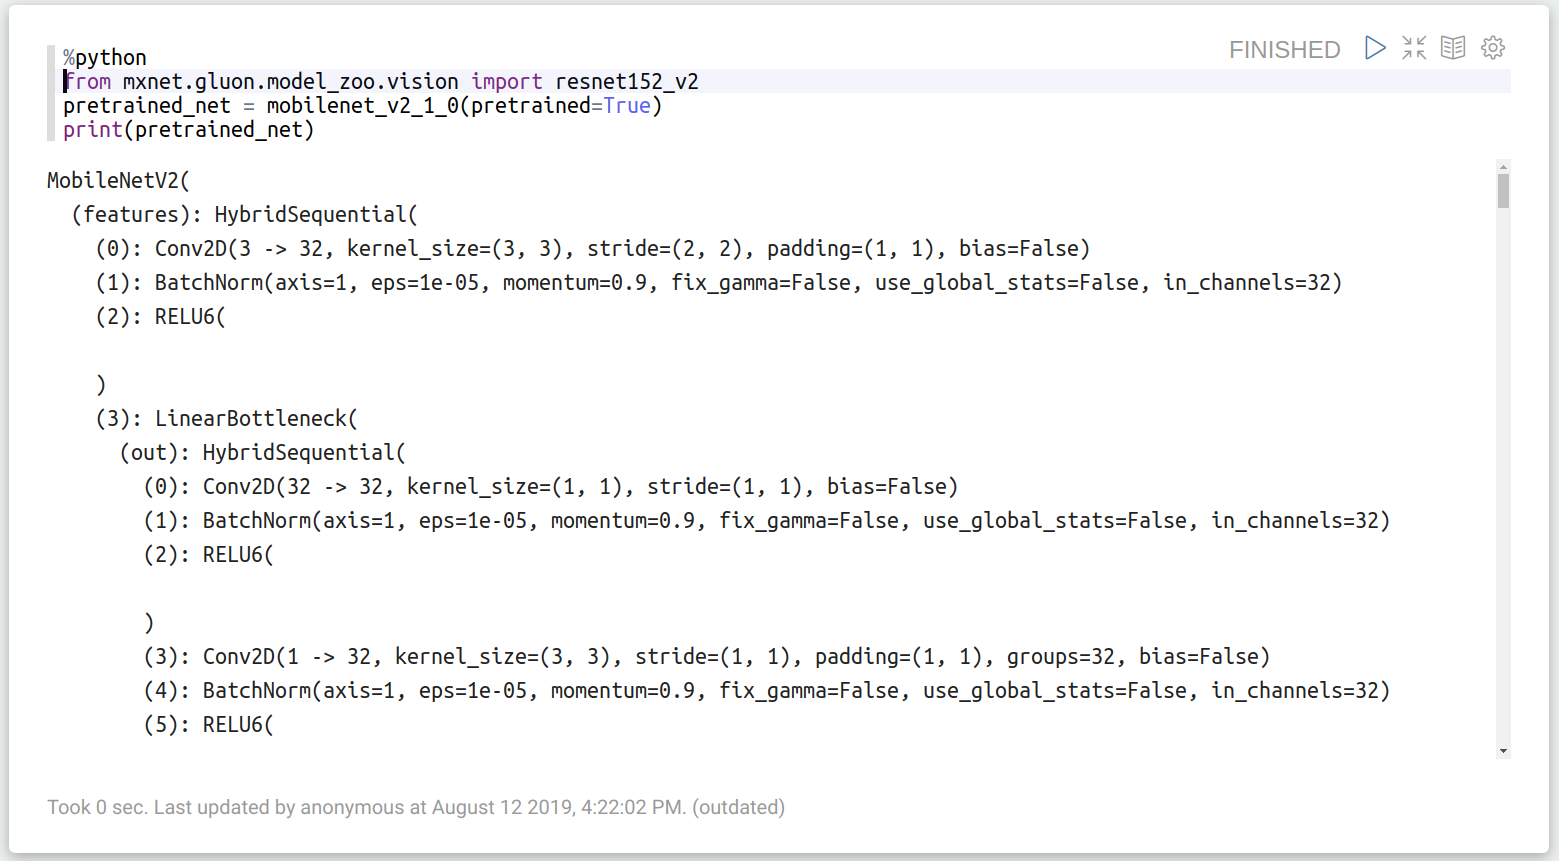 FINISHED
%python
from mxnet.gluon.model_zoo.vision import resnet152_v2
pretrained_net = mobilenet_v2_1_0(pretrained=True)
print(pretrained_net)
MobileNetV2(
  (features): HybridSequential(
    (0): Conv2D(3 -> 32, kernel_size=(3, 3), stride=(2, 2), padding=(1, 1), bias=False)
    (1): BatchNorm(axis=1, eps=1e-05, momentum=0.9, fix_gamma=False, use_global_stats=False, in_channels=32)
    (2): RELU6(
    )
    (3): LinearBottleneck(
      (out): HybridSequential(
        (0): Conv2D(32 -> 32, kernel_size=(1, 1), stride=(1, 1), bias=False)
        (1): BatchNorm(axis=1, eps=1e-05, momentum=0.9, fix_gamma=False, use_global_stats=False, in_channels=32)
        (2): RELU6(
        )
        (3): Conv2D(1 -> 32, kernel_size=(3, 3), stride=(1, 1), padding=(1, 1), groups=32, bias=False)
        (4): BatchNorm(axis=1, eps=1e-05, momentum=0.9, fix_gamma=False, use_global_stats=False, in_channels=32)
        (5): RELU6(
Took 0 sec. Last updated by anonymous at August 12 2019, 4:22:02 PM. (outdated)